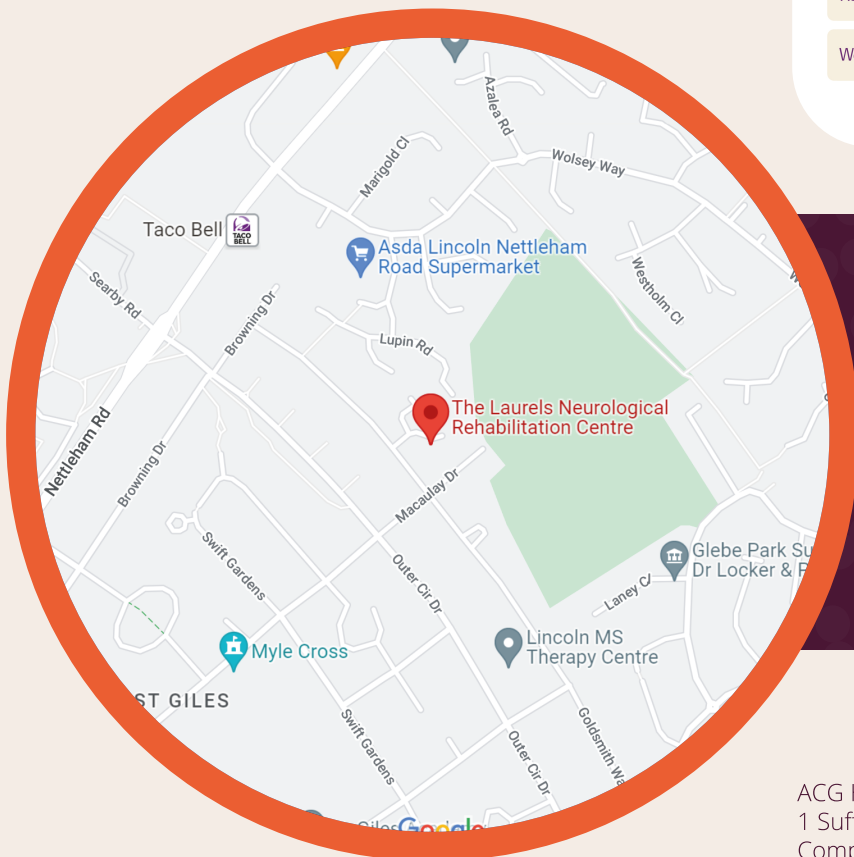 W
Azalea Rd
Wolsey Way
Marigold Cl
Taco Bell
TACO
BELL
Asda Lincoln Nettleham
Road Supermarket
Westholm Cl
Searby Rd
Browning Dr
Lupin Rd
The Laurels Neurological
Rehabilitation Centre
Nettleham Rd
Browning Dr
Macaulay Dr
Swift Gardens
Outer Cir Dr
Glebe Park Su
Dr Locker & P
Laney Cl
Lincoln MS
Therapy Centre
Myle Cross
ST GILES
Swift Gardens
Goldsmith Wa
Outer Cir Dr
Giles
Google
ACG
1 Suf
Comp